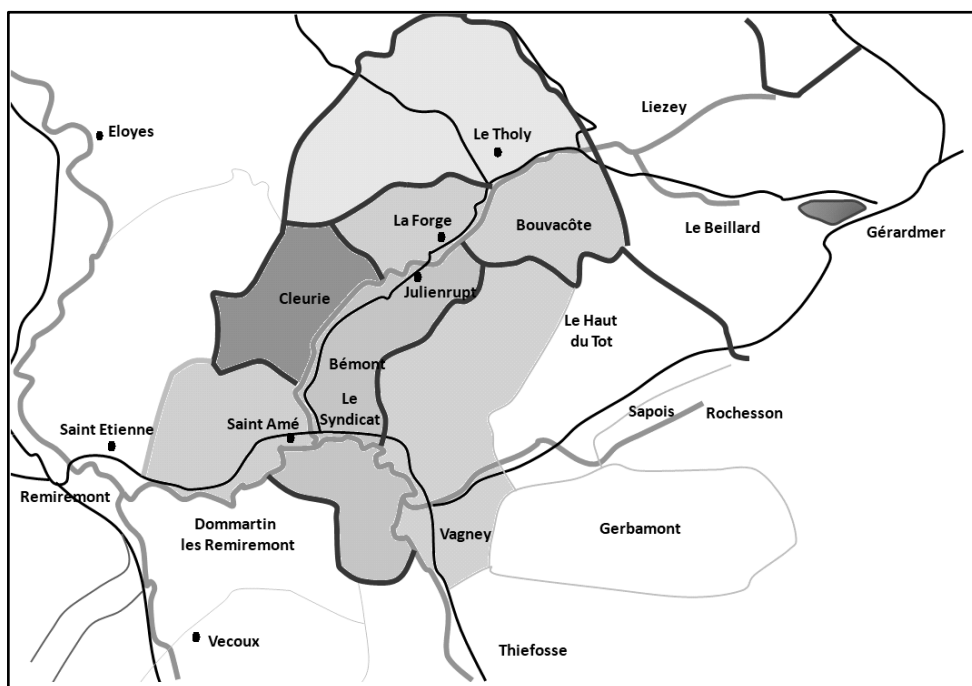 Liezey
Eloyes
Le Tholy
La Forge
Bouvacôte
Le Beillard
Gérardmer
Cleurie
Julienrupt
Le Haut
du Tot
Bémont
Le
Syndicat
Sapois
Rochesson
Saint Etienne
Saint Amé
Remiremont
Dommartin
les Remiremont
Vagney
Gerbamont
Vecoux
Thiefosse